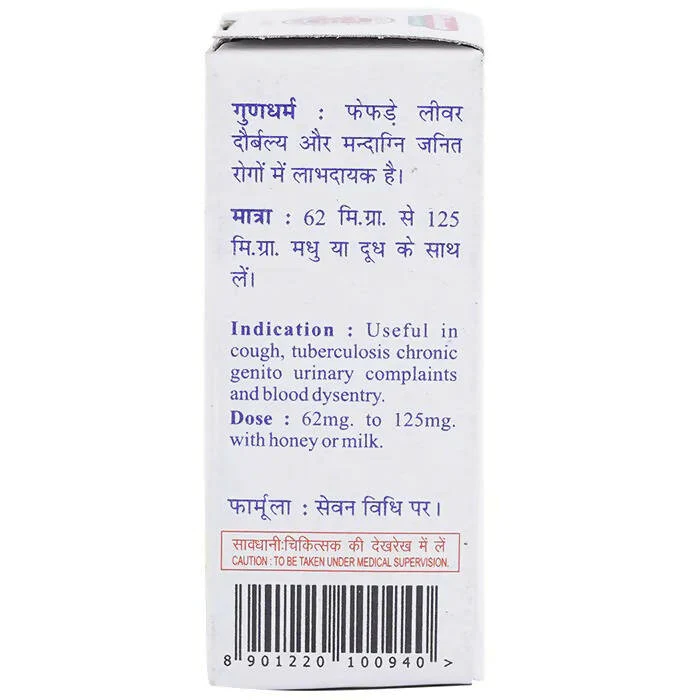 गुणधर्म : फेफड़े लीवर
दौर्बल्य और मन्दाग्नि जनित
रोगों में लाभदायक है।
मात्रा : 62 मि.ग्रा. से 125
मि.ग्रा. मधु या दूध के साथ
लें।
Indication : Useful in
cough, tuberculosis chronic
genito urinary complaints
and blood dysentry.
Dose : 62mg. to 125mg.
with honey or milk.
फार्मूला : सेवन विधि पर।
सावधानी:चिकित्सक की देखरेख में लें
CAUTION : TO BE TAKEN UNDER MEDICAL SUPERVISION.
8 901220 100940 >